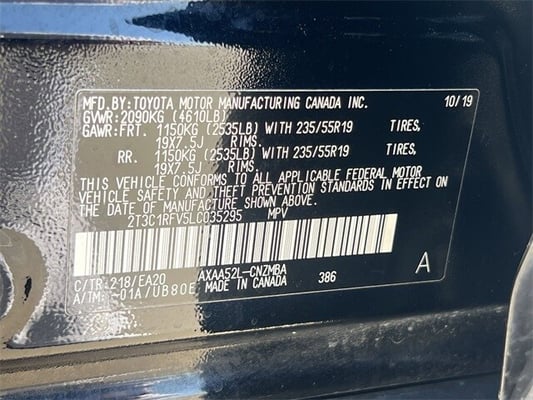 MFD. BY: TOYOTA MOTOR MANUFACTURING CANADA INC. 10/19
GVWR: 2090KG (4610LB)
GAWR: FRT. 1150KG (2535LB) WITH 235/55R19 TIRES,
19X7.5J RIMS.
RR. 1150KG (2535LB) WITH 235/55R19 TIRES,
19X7.5J RIMS.
THIS VEHICLE CONFORMS TO ALL APPLICABLE FEDERAL MOTOR
VEHICLE SAFETY AND THEFT PREVENTION STANDARDS IN EFFECT
ON THE DATE OF MANUFACTURE SHOWN ABOVE.
2T3C1RFV5LC035295 MPV
C/TR: 218/EA20 AXAA52L-CNZMBA 386 A
A/TM: -01A/UB80E MADE IN CANADA